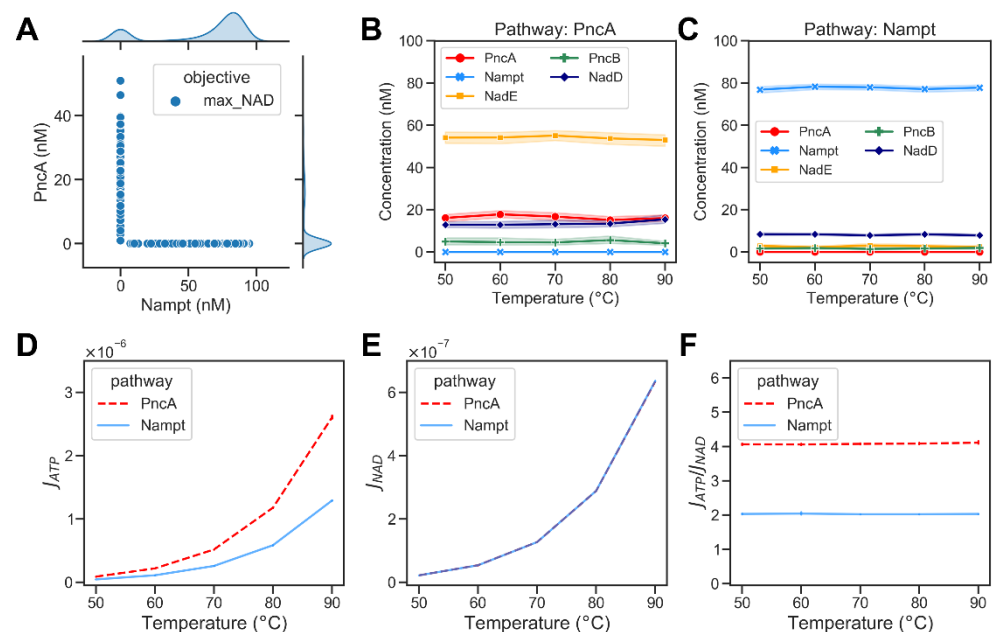 A
objective
max_NAD
PncA (nM)
40
20
0
0
50
100
Nampt (nM)
B
Pathway: PncA
PncA
PncB
Nampt
NadD
NadE
Concentration (nM)
100
80
60
40
20
0
50
60
70
80
90
Temperature (°C)
C
Pathway: Nampt
PncA
PncB
Nampt
NadD
NadE
Concentration (nM)
100
80
60
40
20
0
50
60
70
80
90
Temperature (°C)
D
×10⁻⁶
pathway
PncA
Nampt
J_ATP
3
2
1
0
50
60
70
80
90
Temperature (°C)
E
×10⁻⁷
pathway
PncA
Nampt
J_NAD
6
4
2
0
50
60
70
80
90
Temperature (°C)
F
pathway
PncA
Nampt
J_ATP/J_NAD
6
5
4
3
2
1
0
50
60
70
80
90
Temperature (°C)